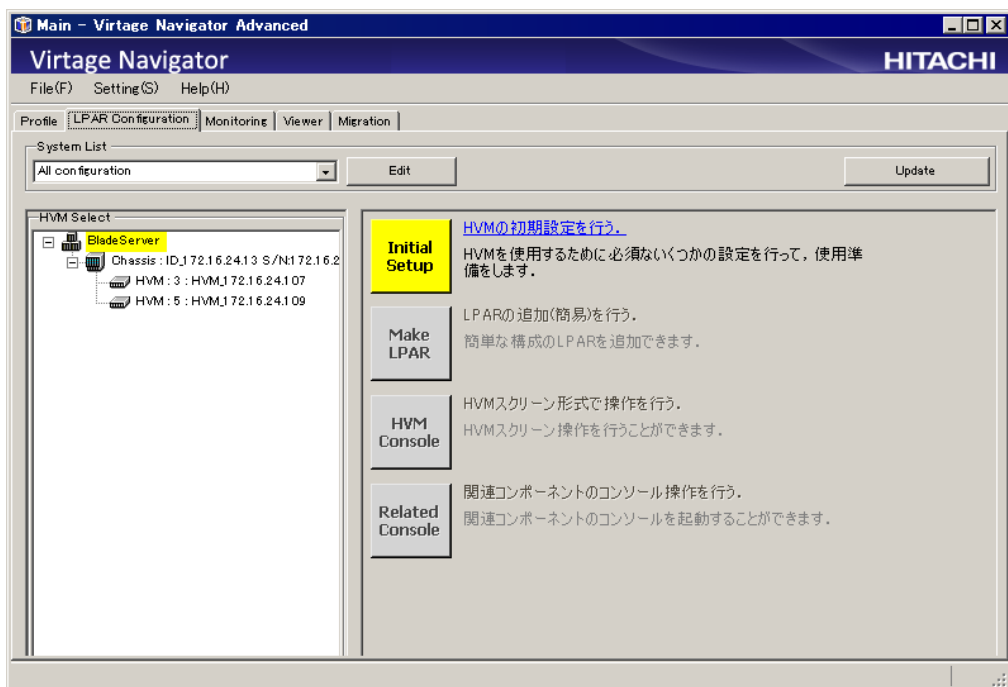 Main - Virtage Navigator Advanced
Virtage Navigator
HITACHI
File(F) Setting(S) Help(H)
Profile LPAR Configuration Monitoring Viewer Migration
System List
All configuration
Edit
Update
HVM Select
BladeServer
Chassis : ID_172.16.24.13 S/N:172.16.2
HVM : 3 : HVM_172.16.24.107
HVM : 5 : HVM_172.16.24.109
Initial
Setup
HVMの初期設定を行う.
HVMを使用するために必須ないくつかの設定を行って, 使用準
備をします.
Make
LPAR
LPARの追加(簡易)を行う.
簡単な構成のLPARを追加できます.
HVM
Console
HVMスクリーン形式で操作を行う.
HVMスクリーン操作を行うことができます.
Related
Console
関連コンポーネントのコンソール操作を行う.
関連コンポーネントのコンソールを起動することができます.